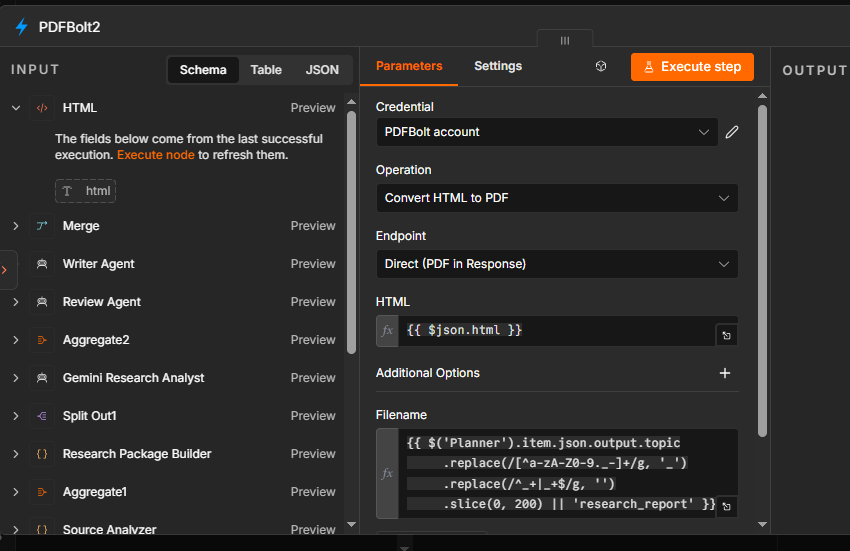 PDFBolt2
INPUT
Schema
Table
JSON
HTML
Preview
The fields below come from the last successful
execution. Execute node to refresh them.
T html
Merge
Preview
Writer Agent
Preview
Review Agent
Preview
Aggregate2
Preview
Gemini Research Analyst
Preview
Split Out1
Preview
Research Package Builder
Preview
Aggregate1
Preview
Source Analyzer
Preview
Parameters
Settings
Execute step
Credential
PDFBolt account
Operation
Convert HTML to PDF
Endpoint
Direct (PDF in Response)
HTML
fx
{{ $json.html }}
Additional Options
Filename
fx
{{ $('Planner').item.json.output.topic
.replace(/[^a-zA-Z0-9._-]+/g, '_')
.replace(/^_+|_+$/g, '')
.slice(0, 200) || 'research_report' }}
OUTPUT